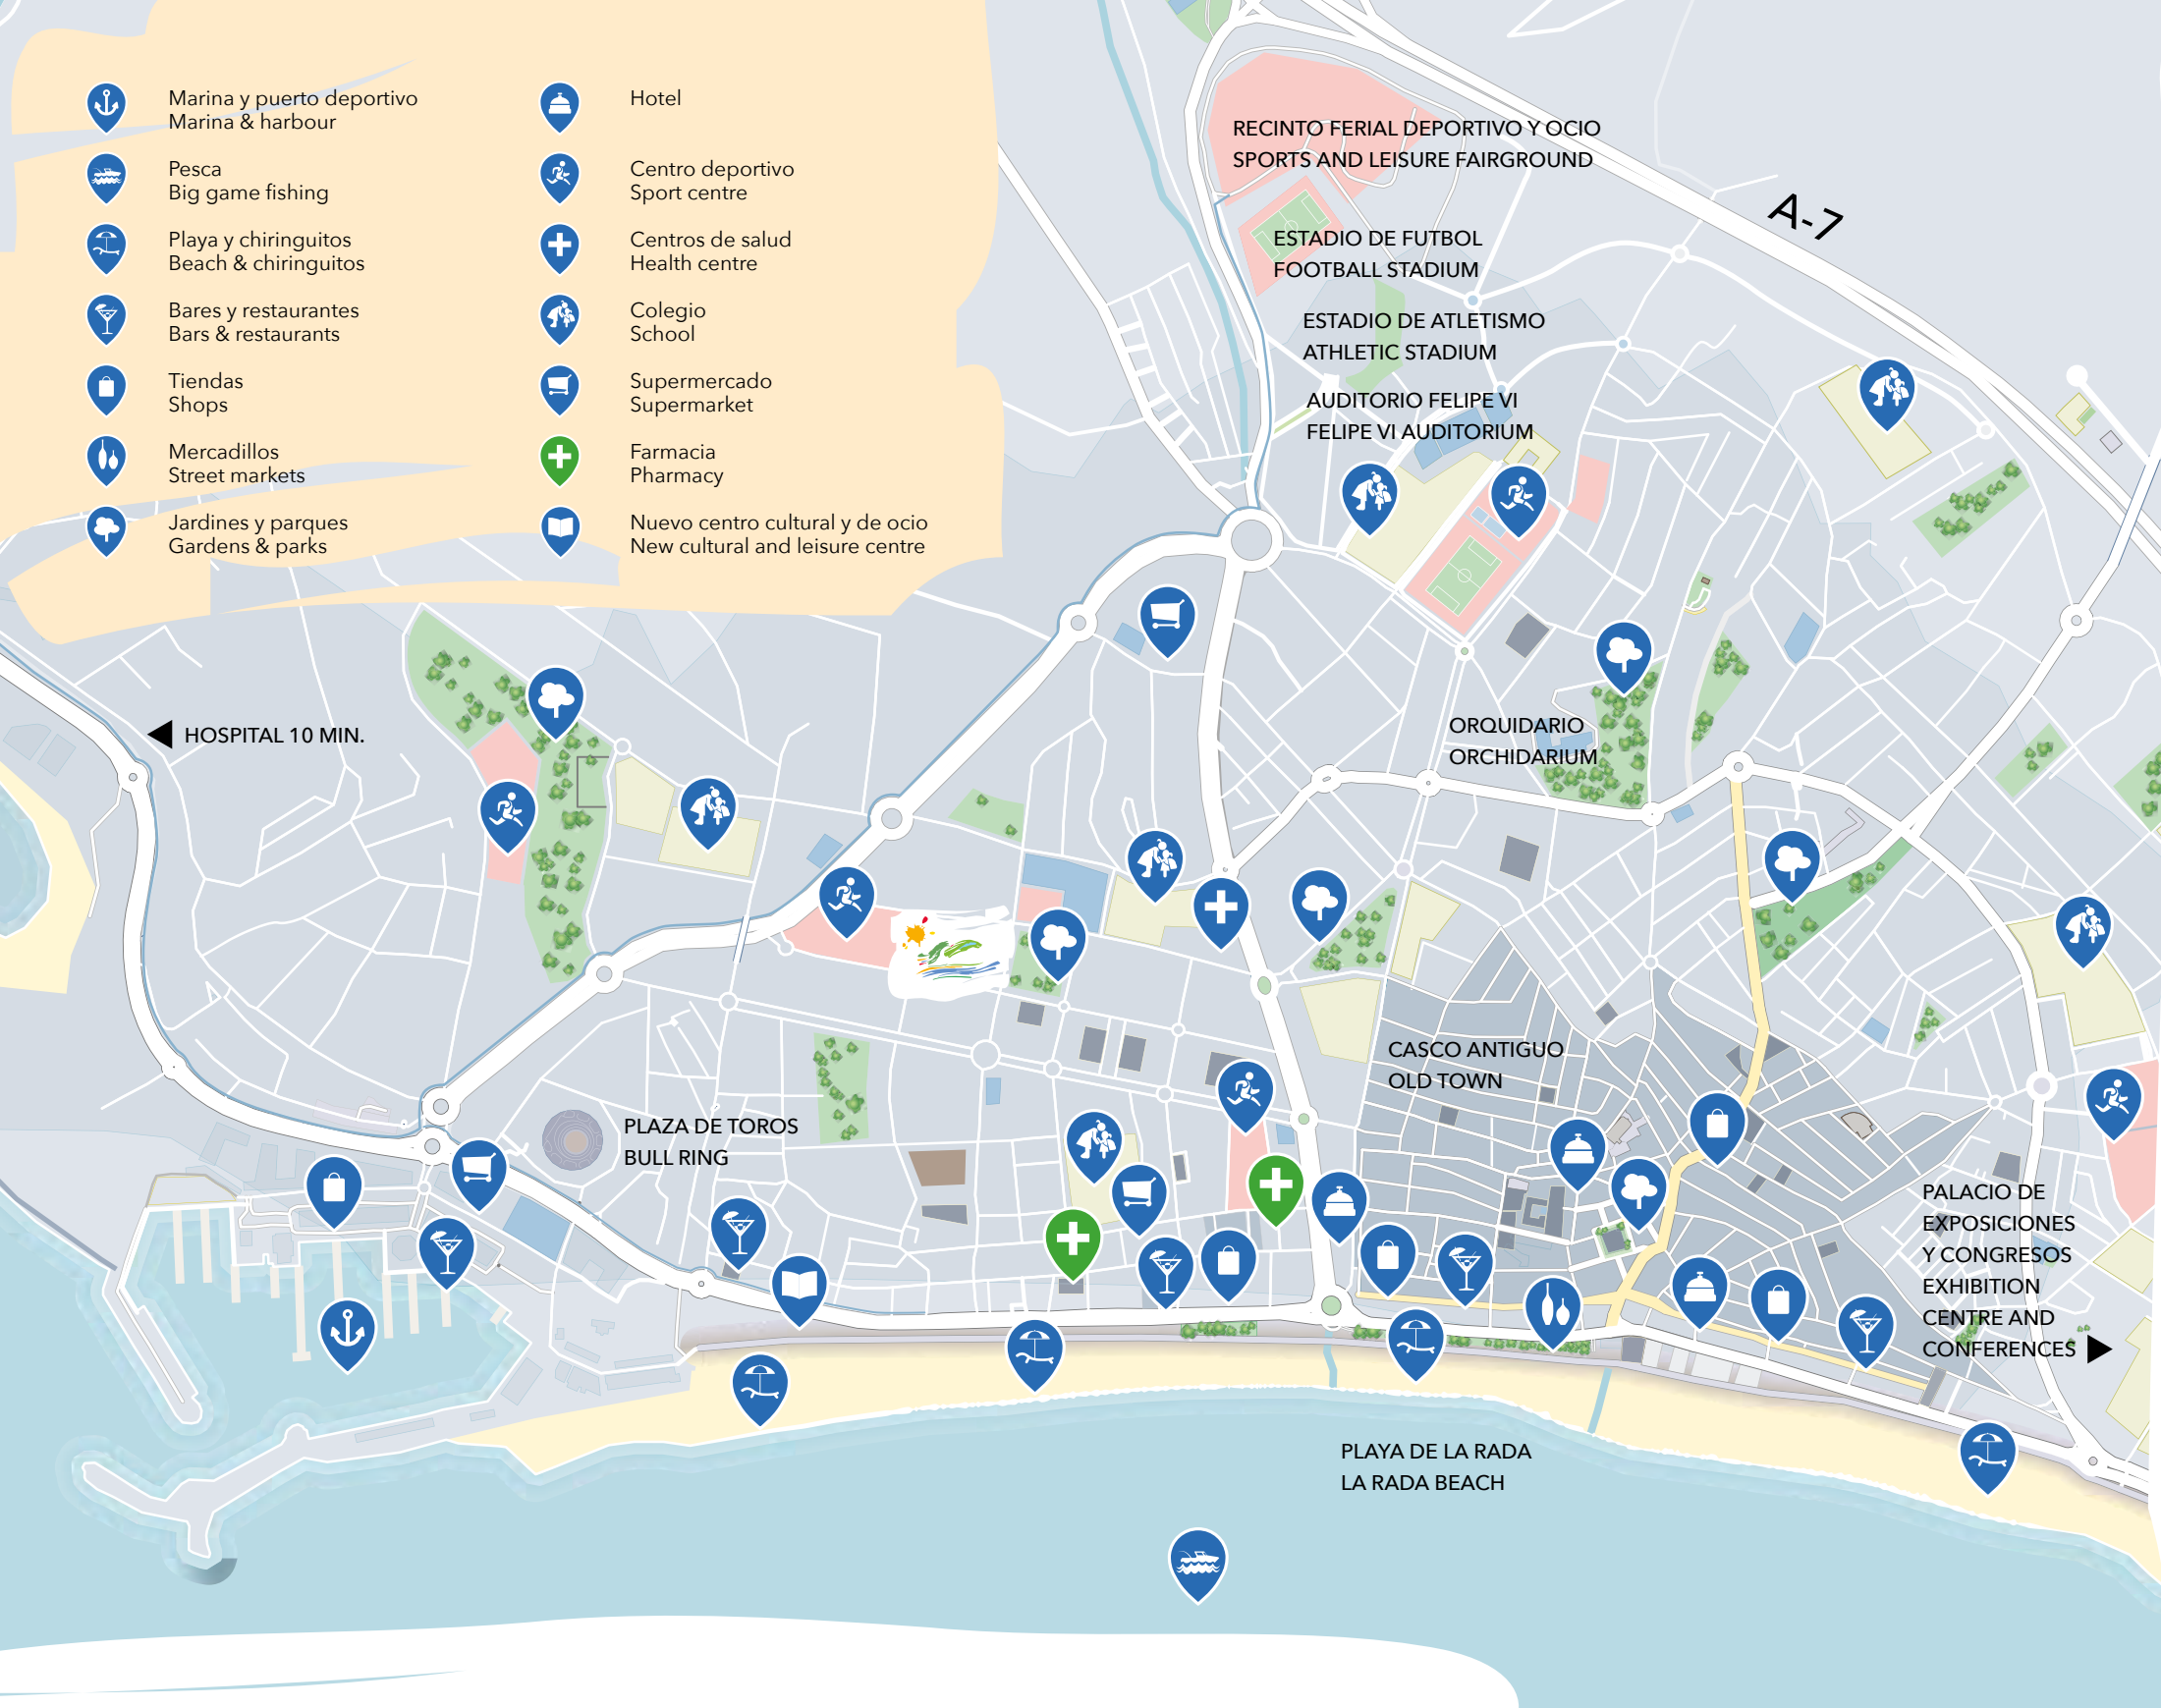 Marina y puerto deportivo
Marina & harbour
Pesca
Big game fishing
Playa y chiringuitos
Beach & chiringuitos
Bares y restaurantes
Bars & restaurants
Tiendas
Shops
Mercadillos
Street markets
Jardines y parques
Gardens & parks
Hotel
Centro deportivo
Sport centre
Centros de salud
Health centre
Colegio
School
Supermercado
Supermarket
Farmacia
Pharmacy
Nuevo centro cultural y de ocio
New cultural and leisure centre
RECINTO FERIAL DEPORTIVO Y OCIO
SPORTS AND LEISURE FAIRGROUND
A-7
ESTADIO DE FUTBOL
FOOTBALL STADIUM
ESTADIO DE ATLETISMO
ATHLETIC STADIUM
AUDITORIO FELIPE VI
FELIPE VI AUDITORIUM
HOSPITAL 10 MIN.
ORQUIDARIO
ORCHIDARIUM
CASCO ANTIGUO
OLD TOWN
PLAZA DE TOROS
BULL RING
PALACIO DE
EXPOSICIONES
Y CONGRESOS
EXHIBITION
CENTRE AND
CONFERENCES
PLAYA DE LA RADA
LA RADA BEACH